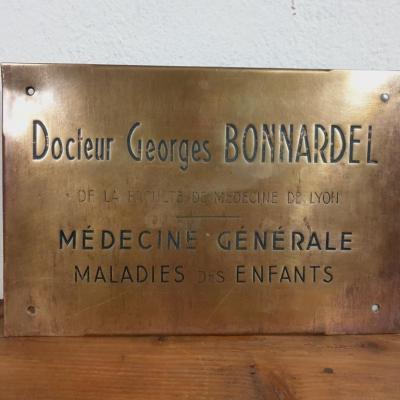 Docteur Georges BONNARDEL
DE LA FACULTÉ DE MÉDECINE DE LYON
MÉDECINE GÉNÉRALE
MALADIES DES ENFANTS